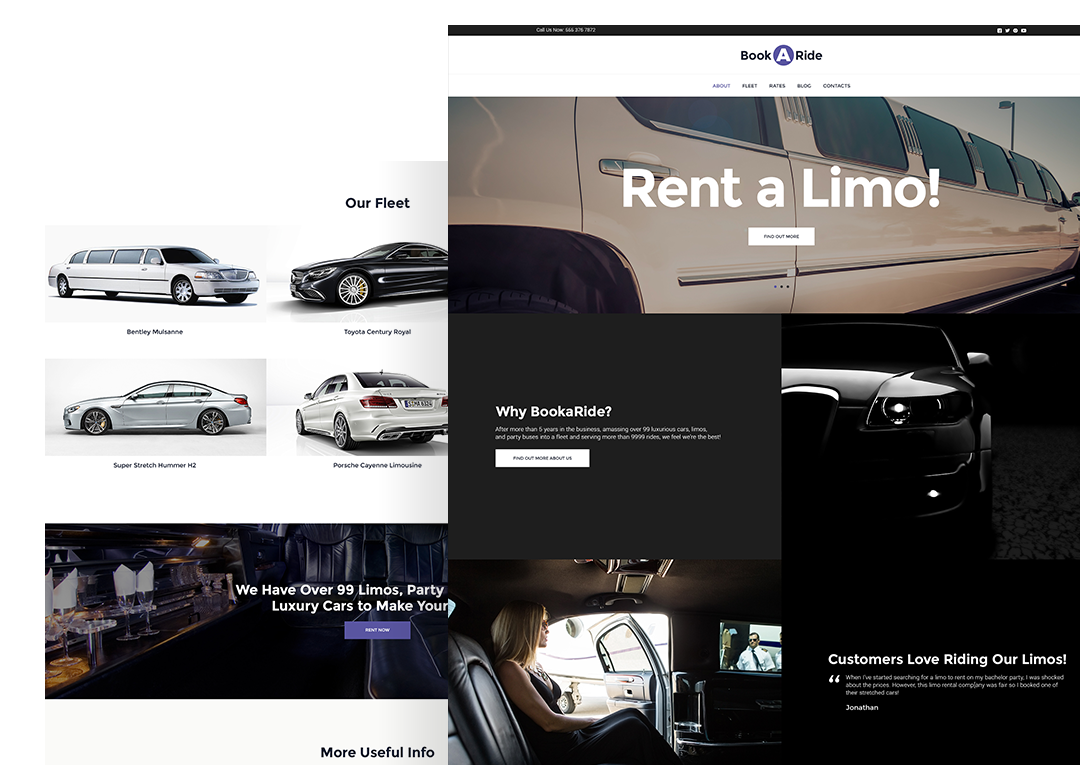 Call Us Now: 555 376 7872
Book A Ride
ABOUT FLEET RATES BLOG CONTACTS
Rent a Limo!
FIND OUT MORE
Why BookaRide?
After more than 5 years in the business, amassing over 99 luxurious cars, limos,
and party buses into a fleet and serving more than 9999 rides, we feel we're the best!
FIND OUT MORE ABOUT US
Customers Love Riding Our Limos!
“ When i've started searching for a limo to rent on my bachelor party, I was shocked
about the prices. However, this limo rental comp[any was fair so I booked one of
their stretched cars!
Jonathan
Our Fleet
Bentley Mulsanne
Toyota Century Royal
Super Stretch Hummer H2
Porsche Cayenne Limousine
We Have Over 99 Limos, Party
Luxury Cars to Make Your
RENT NOW
More Useful Info